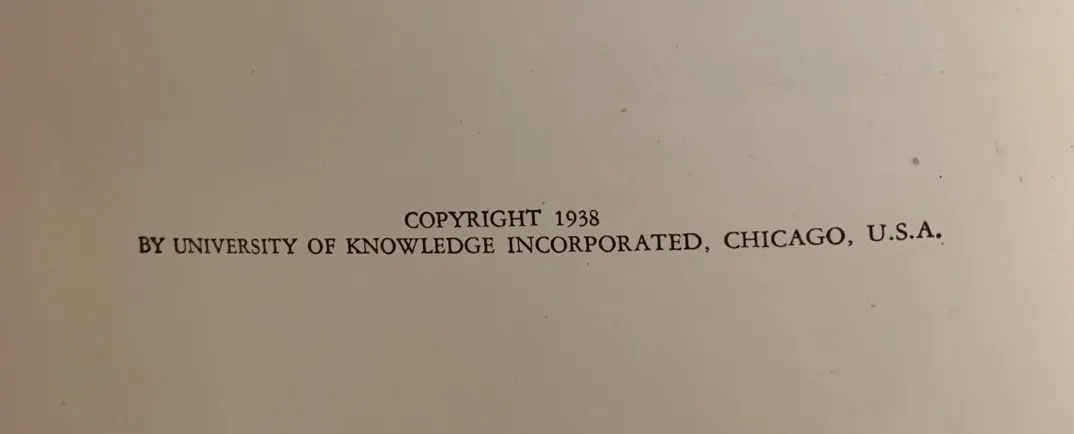 COPYRIGHT 1938
BY UNIVERSITY OF KNOWLEDGE INCORPORATED, CHICAGO, U.S.A.